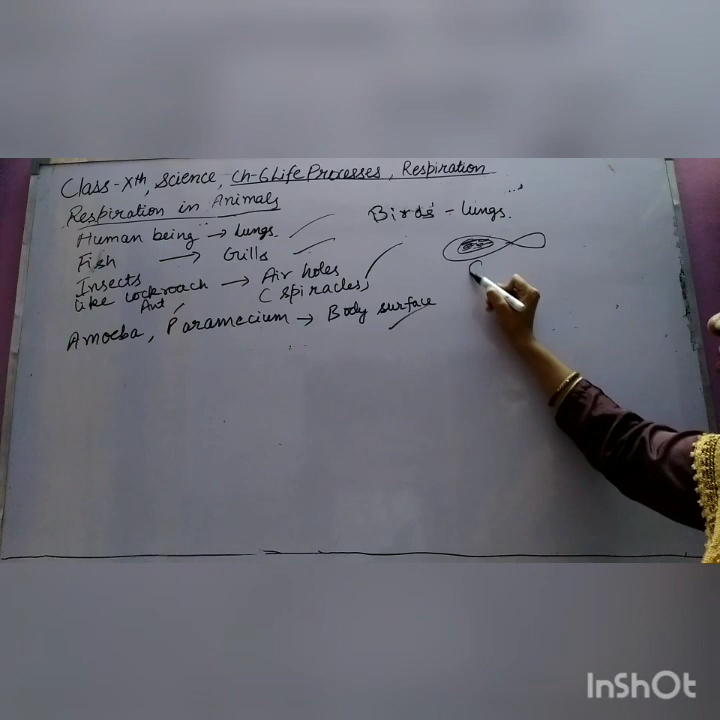 Class-Xth, Science, Ch-6 Life Processes, Respiration
Respiration in Animals
Human being → Lungs.
Birds - Lungs.
Fish → Gills
Insects
like Cockroach → Air holes
Ant
( Spiracles)
Amoeba, Paramecium → Body surface
InShOt